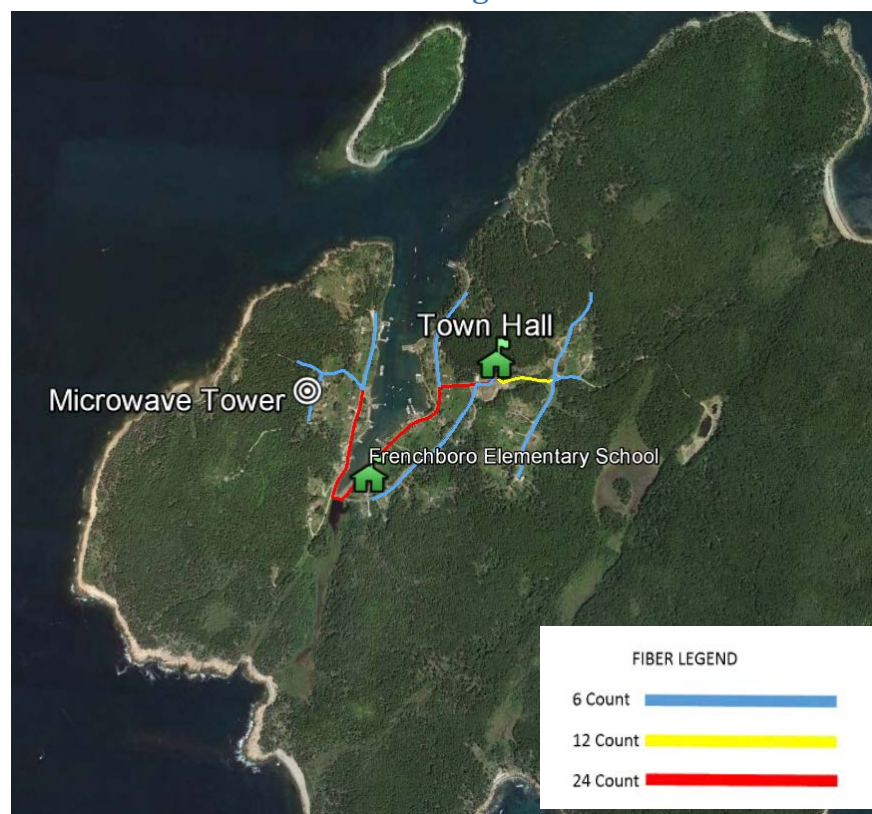 Town Hall
Microwave Tower
Frenchboro Elementary School
FIBER LEGEND
6 Count
12 Count
24 Count